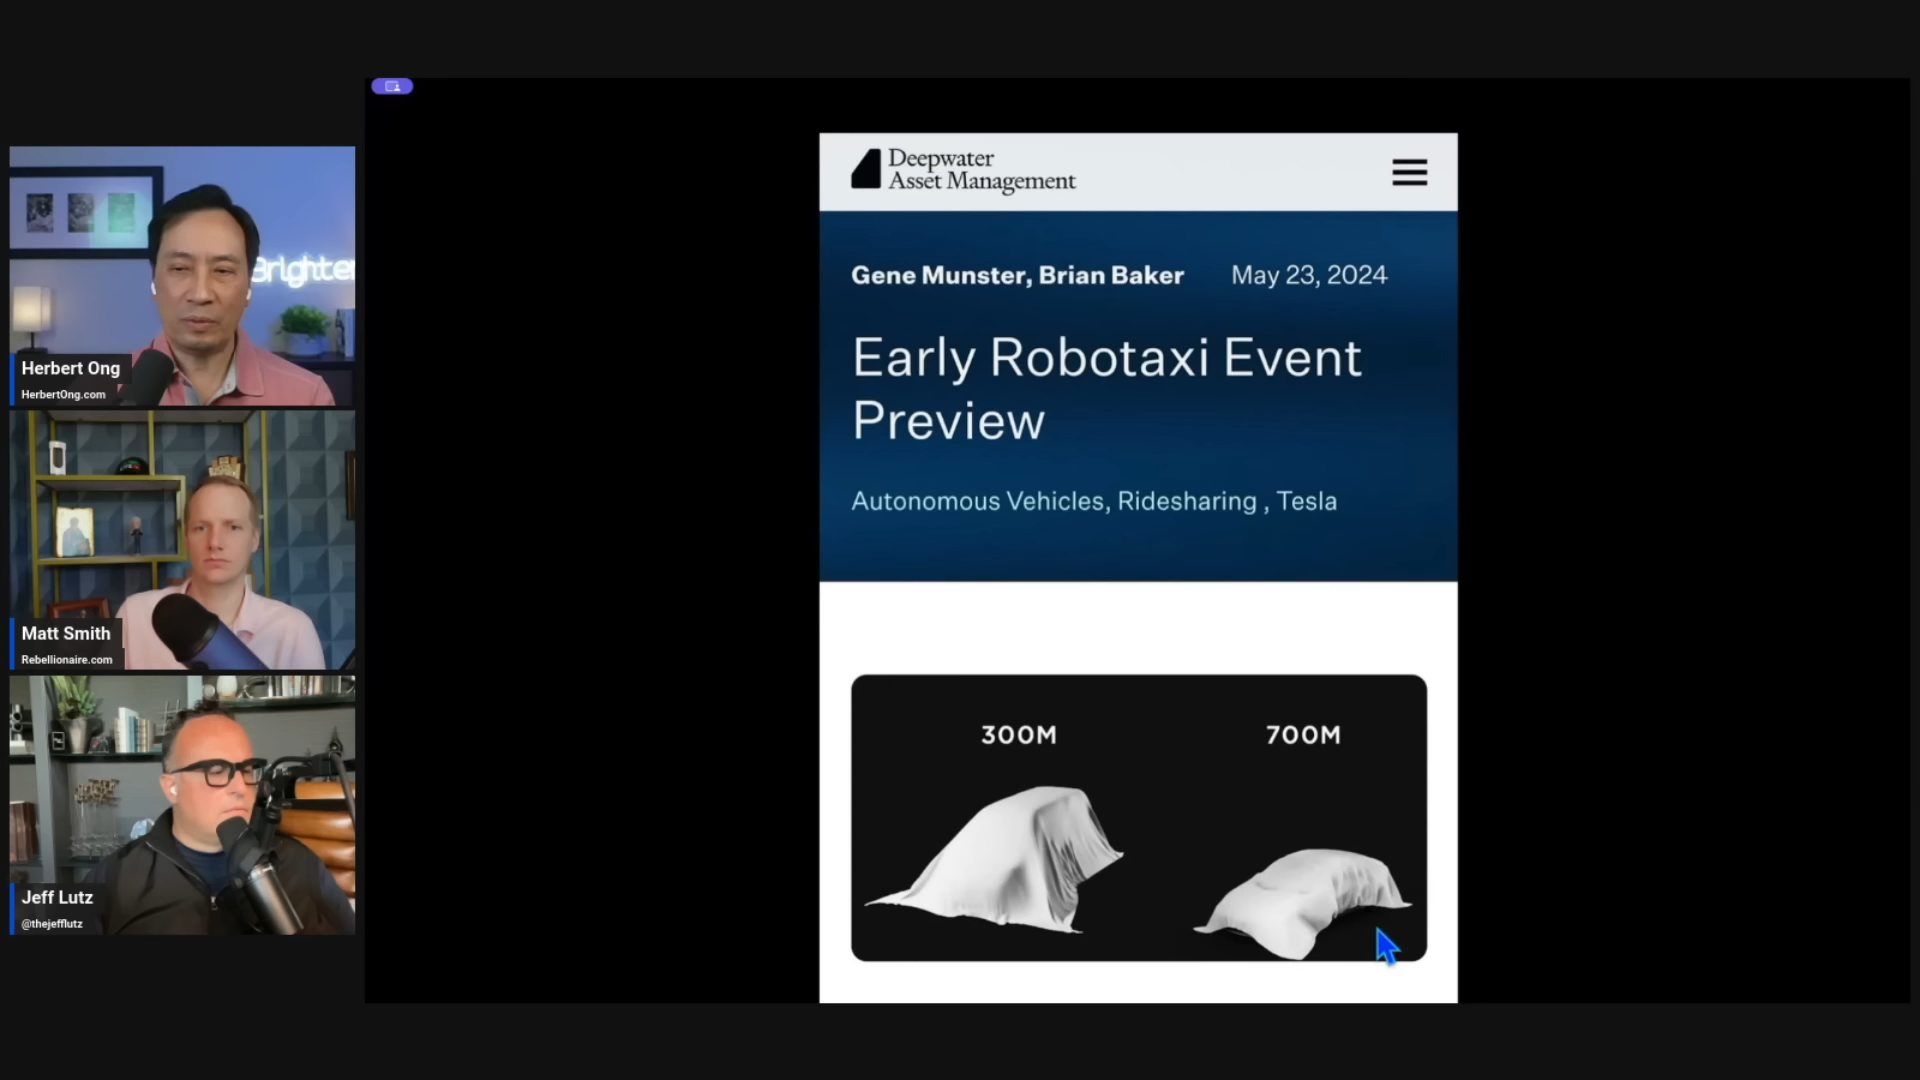 Brighte
Herbert Ong
HerbertOng.com
Matt Smith
Rebellionaire.com
Jeff Lutz
@thejefflutz
Deepwater
Asset Management
Gene Munster, Brian Baker May 23, 2024
Early Robotaxi Event
Preview
Autonomous Vehicles, Ridesharing , Tesla
300M 700M